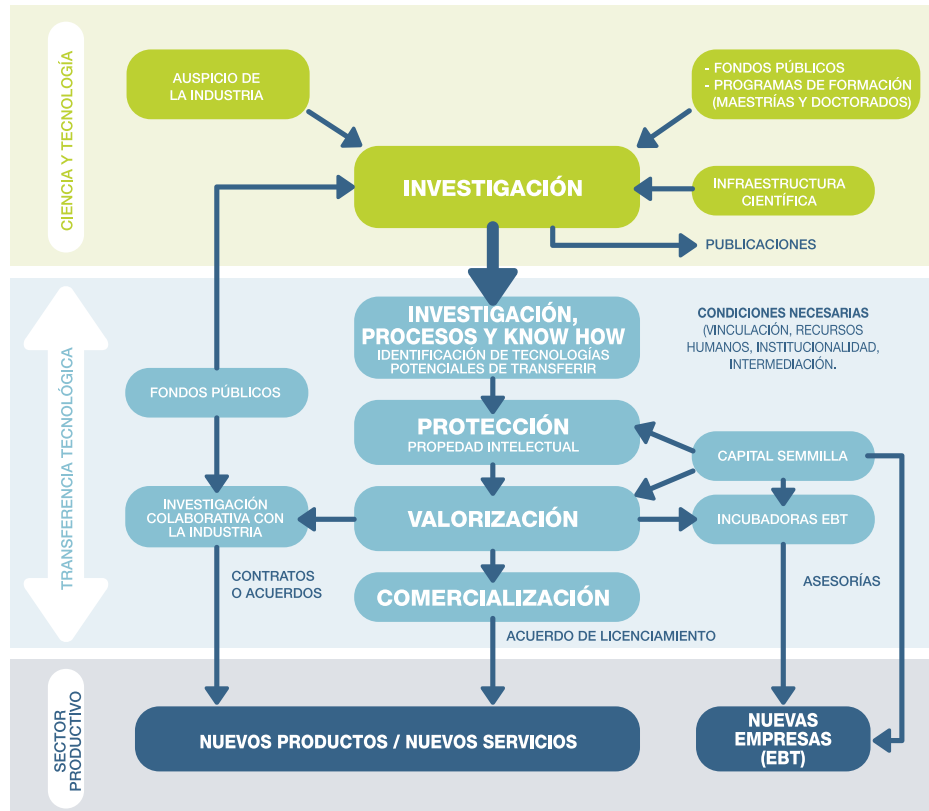 CIENCIA Y TECNOLOGÍA
AUSPICIO DE
LA INDUSTRIA
- FONDOS PÚBLICOS
- PROGRAMAS DE FORMACIÓN
(MAESTRÍAS Y DOCTORADOS)
INVESTIGACIÓN
INFRAESTRUCTURA
CIENTÍFICA
PUBLICACIONES
TRANSFERENCIA TECNOLÓGICA
INVESTIGACIÓN,
PROCESOS Y KNOW HOW
IDENTIFICACIÓN DE TECNOLOGÍAS
POTENCIALES DE TRANSFERIR
CONDICIONES NECESARIAS
(VINCULACIÓN, RECURSOS
HUMANOS, INSTITUCIONALIDAD,
INTERMEDIACIÓN.
FONDOS PÚBLICOS
PROTECCIÓN
PROPEDAD INTELECTUAL
CAPITAL SEMMILLA
INVESTIGACIÓN
COLABORATIVA CON
LA INDUSTRIA
VALORIZACIÓN
INCUBADORAS EBT
CONTRATOS
O ACUERDOS
COMERCIALIZACIÓN
ASESORÍAS
ACUERDO DE LICENCIAMIENTO
SECTOR
PRODUCTIVO
NUEVOS PRODUCTOS / NUEVOS SERVICIOS
NUEVAS
EMPRESAS
(EBT)